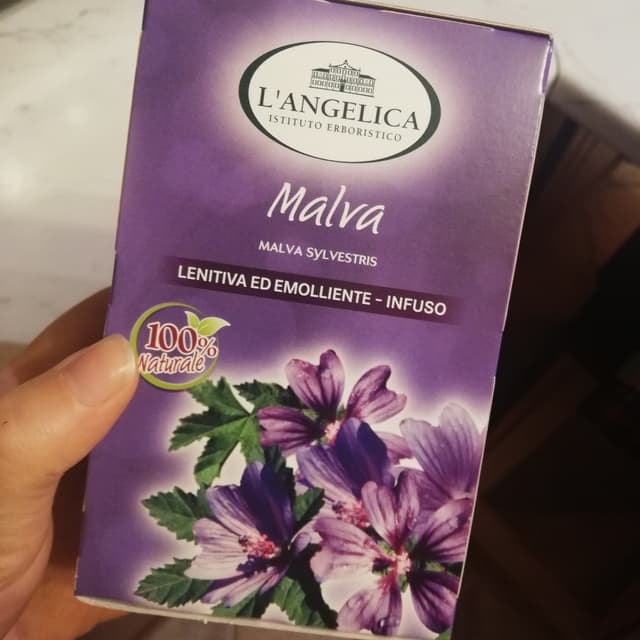 L'ANGELICA
ISTITUTO ERBORISTICO
Malva
MALVA SYLVESTRIS
LENITIVA ED EMOLLIENTE - INFUSO
100%
Naturale